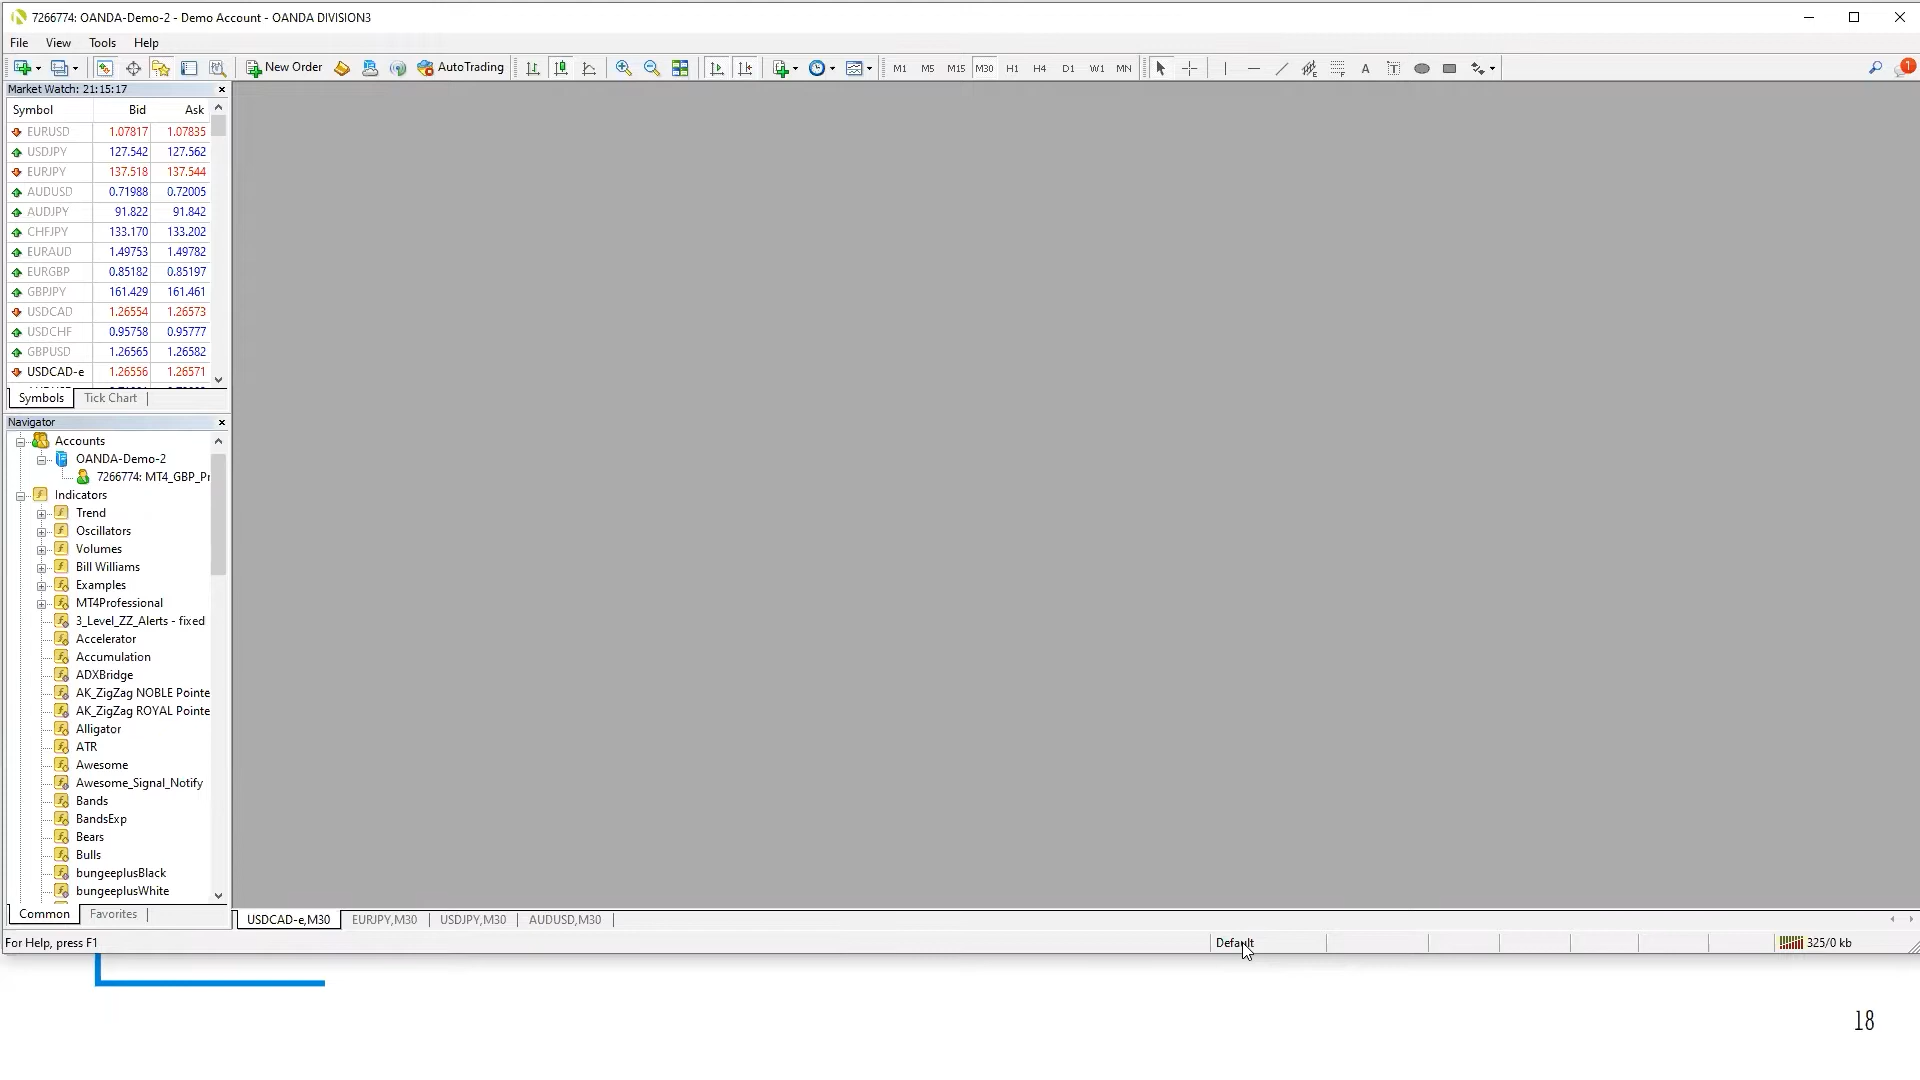 7266774: OANDA-Demo-2 - Demo Account - OANDA DIVISION3
File View Tools Help
New Order AutoTrading M1 M5 M15 M30 H1 H4 D1 W1 MN A T 1
Market Watch: 21:15:17
Symbol Bid Ask
EURUSD 1.07817 1.07835
USDJPY 127.542 127.562
EURJPY 137.518 137.544
AUDUSD 0.71988 0.72005
AUDJPY 91.822 91.842
CHFJPY 133.170 133.202
EURAUD 1.49753 1.49782
EURGBP 0.85182 0.85197
GBPJPY 161.429 161.461
USDCAD 1.26554 1.26573
USDCHF 0.95758 0.95777
GBPUSD 1.26565 1.26582
USDCAD-e 1.26556 1.26571
Symbols Tick Chart
Navigator
Accounts
OANDA-Demo-2
7266774: MT4_GBP_Pr
Indicators
Trend
Oscillators
Volumes
Bill Williams
Examples
MT4Professional
3_Level_ZZ_Alerts - fixed
Accelerator
Accumulation
ADXBridge
AK_ZigZag NOBLE Pointe
AK_ZigZag ROYAL Pointe
Alligator
ATR
Awesome
Awesome_Signal_Notify
Bands
BandsExp
Bears
Bulls
bungeeplusBlack
bungeeplusWhite
Common Favorites
USDCAD-e,M30 EURJPY,M30 USDJPY,M30 AUDUSD,M30
For Help, press F1 Default 325/0 kb
18